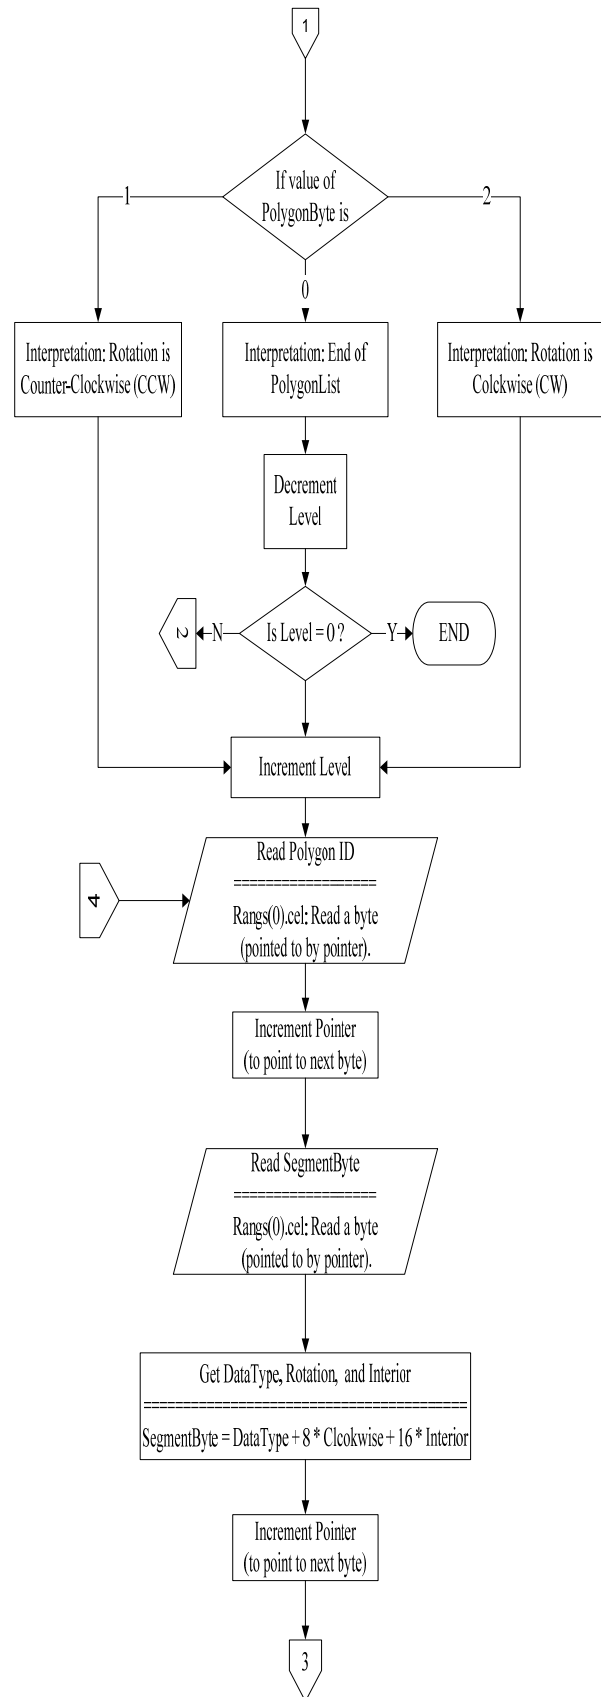 1
If value of
PolygonByte is
1
2
0
Interpretation: Rotation is
Counter-Clockwise (CCW)
Interpretation: End of
PolygonList
Interpretation: Rotation is
Colckwise (CW)
Decrement
Level
2
N
Is Level = 0 ?
Y
END
Increment Level
Read Polygon ID
==================
4
Rangs(0).cel: Read a byte
(pointed to by pointer).
Increment Pointer
(to point to next byte)
Read SegmentByte
==================
Rangs(0).cel: Read a byte
(pointed to by pointer).
Get DataType, Rotation, and Interior
=========================================
SegmentByte = DataType + 8 * Clcokwise + 16 * Interior
Increment Pointer
(to point to next byte)
3